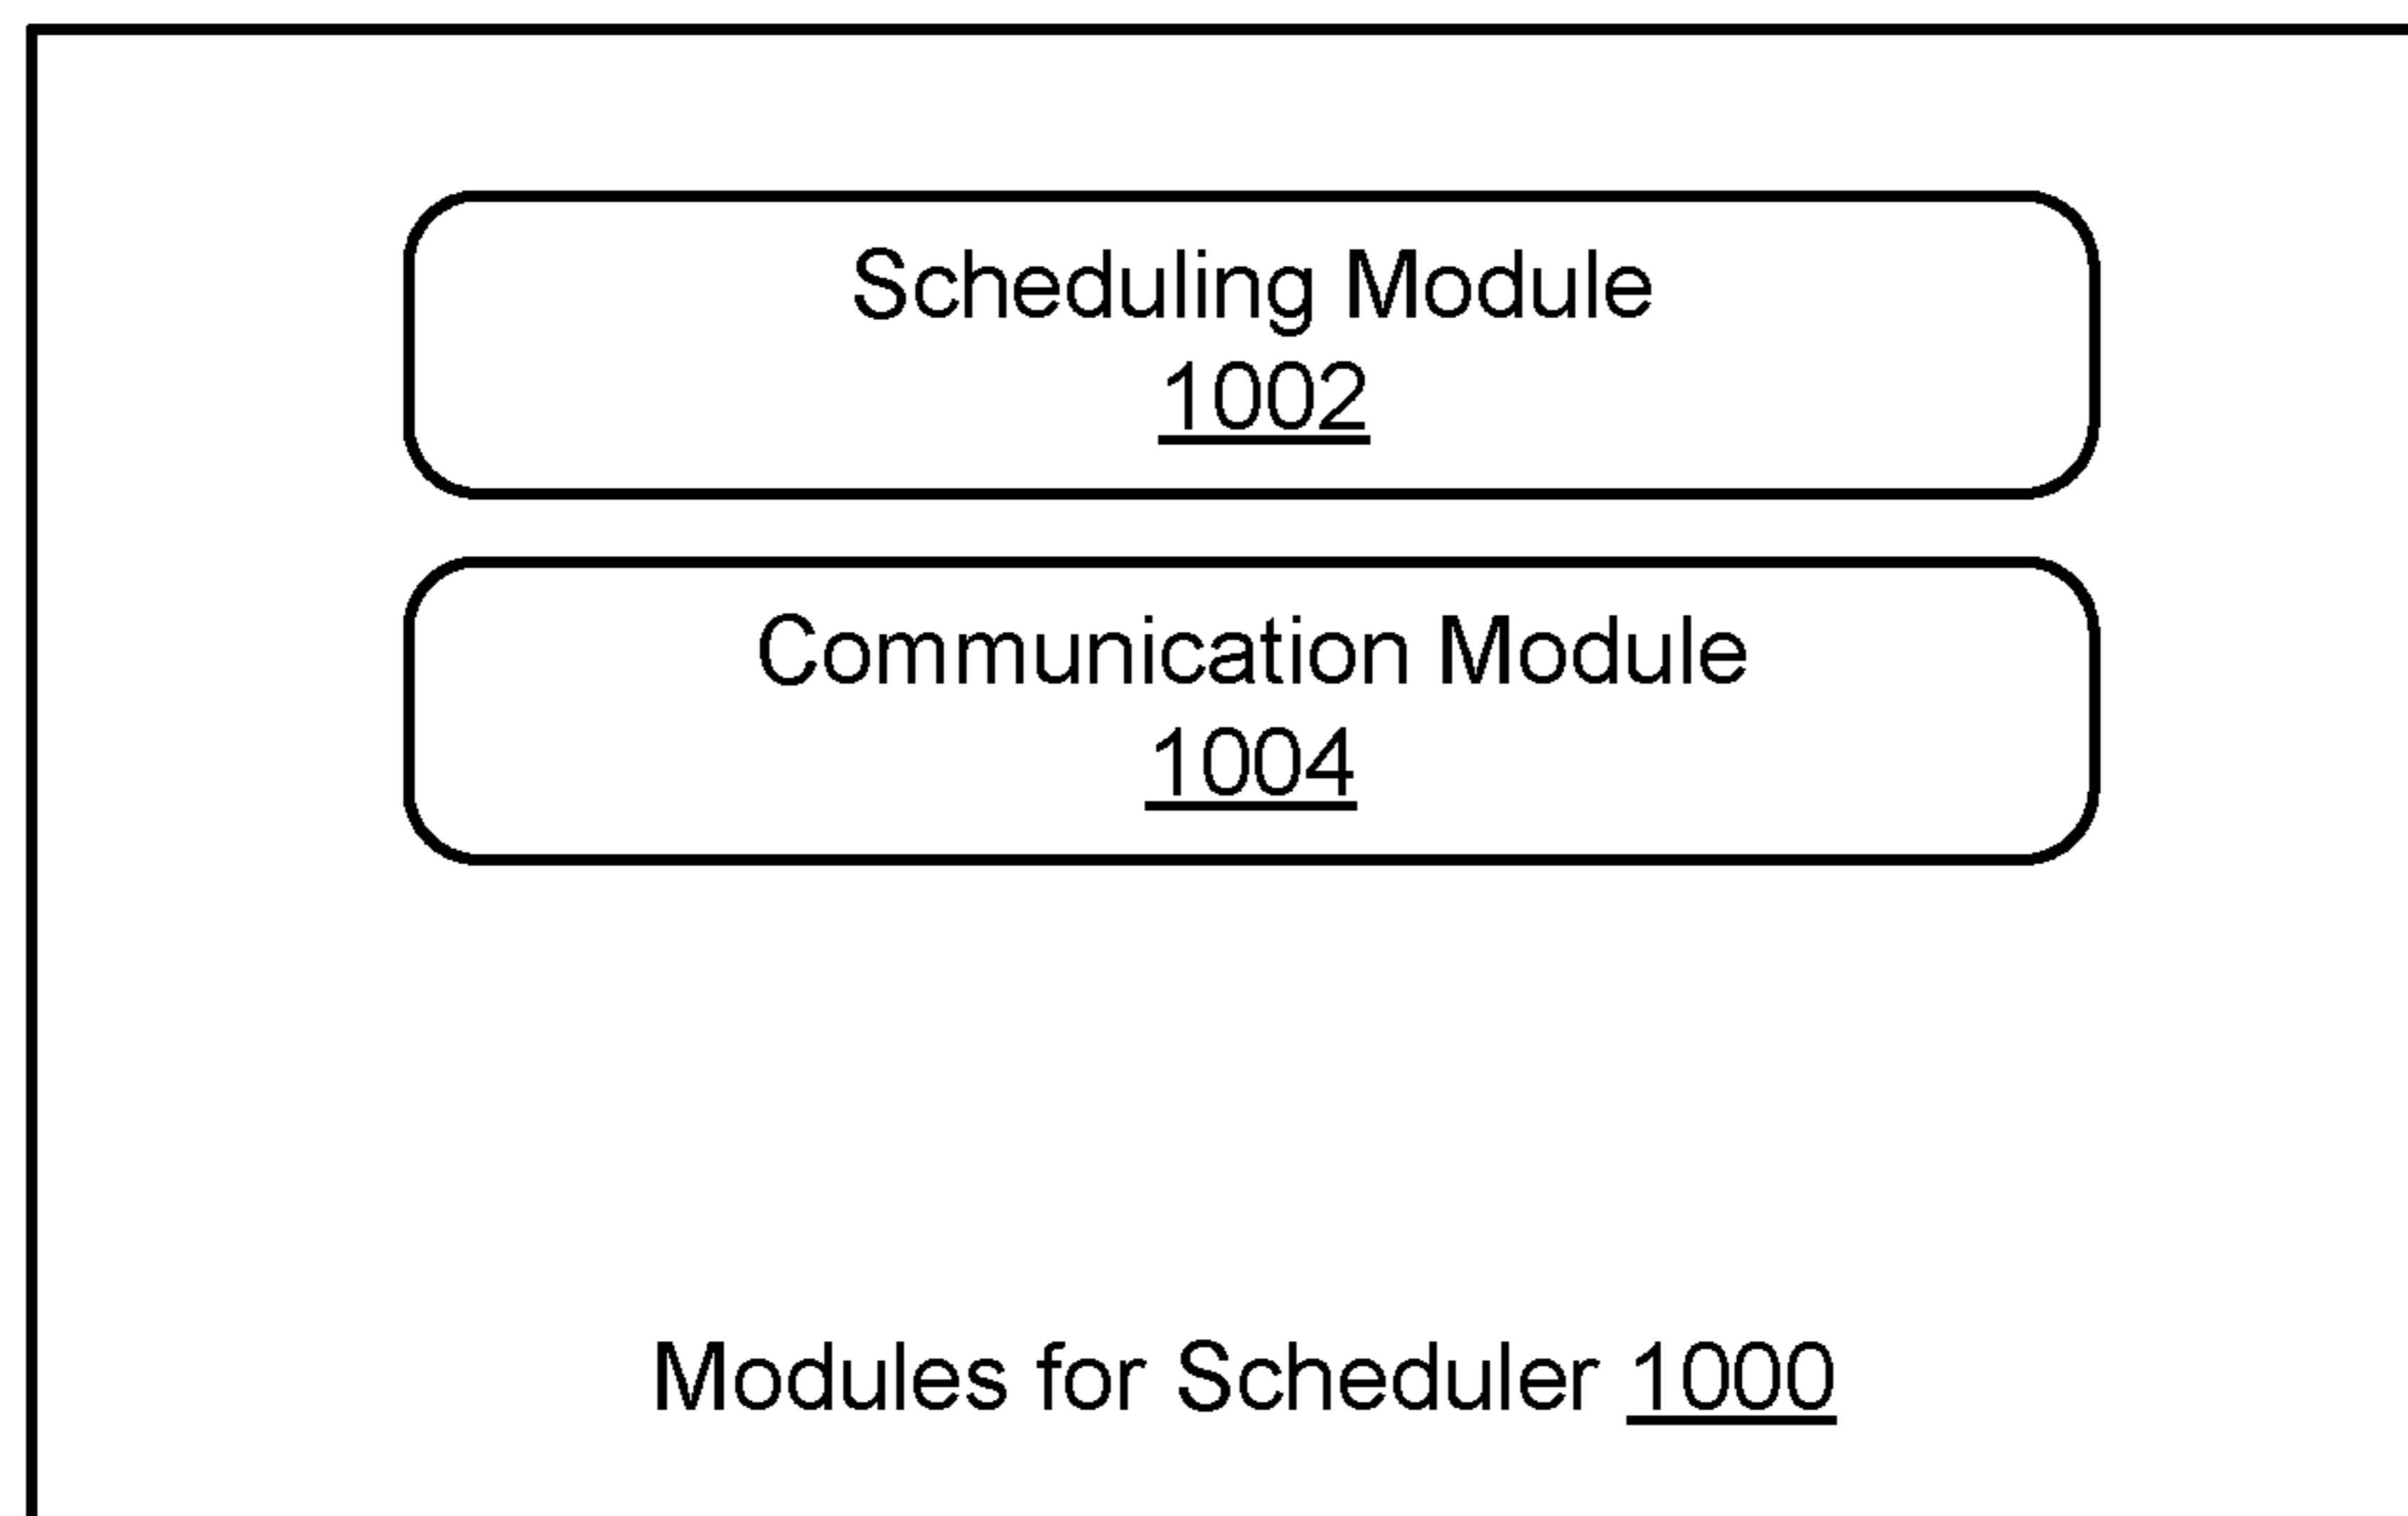 Scheduling Module
1002
Communication Module
1004
Modules for Scheduler 1000